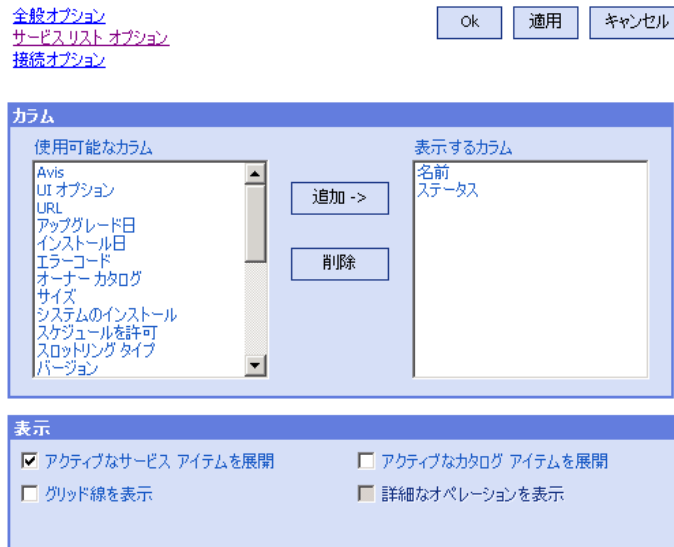 全般オプション
サービス リスト オプション
接続オプション
Ok
適用
キャンセル
カラム
使用可能なカラム
Avis
UI オプション
URL
アップグレード日
インストール日
エラーコード
オーナー カタログ
サイズ
システムのインストール
スケジュールを許可
スロットリング タイプ
バージョン
追加 ->
削除
表示するカラム
名前
ステータス
表示
アクティブなサービス アイテムを展開
アクティブなカタログ アイテムを展開
グリッド線を表示
詳細なオペレーションを表示